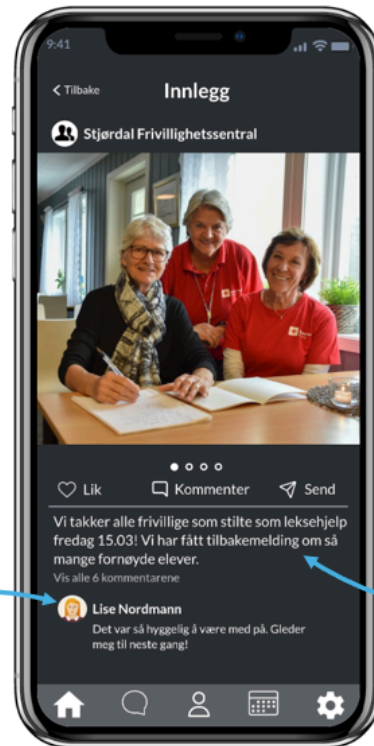 9:41
Tilbake
Innlegg
Stjørdal Frivillighetssentral
Lik
Kommenter
Send
Vi takker alle frivillige som stilte som leksehjelp
fredag 15.03! Vi har fått tilbakemelding om så
mange fornøyde elever.
Vis alle 6 kommentarene
Lise Nordmann
Det var så hyggelig å være med på. Gleder
meg til neste gang!